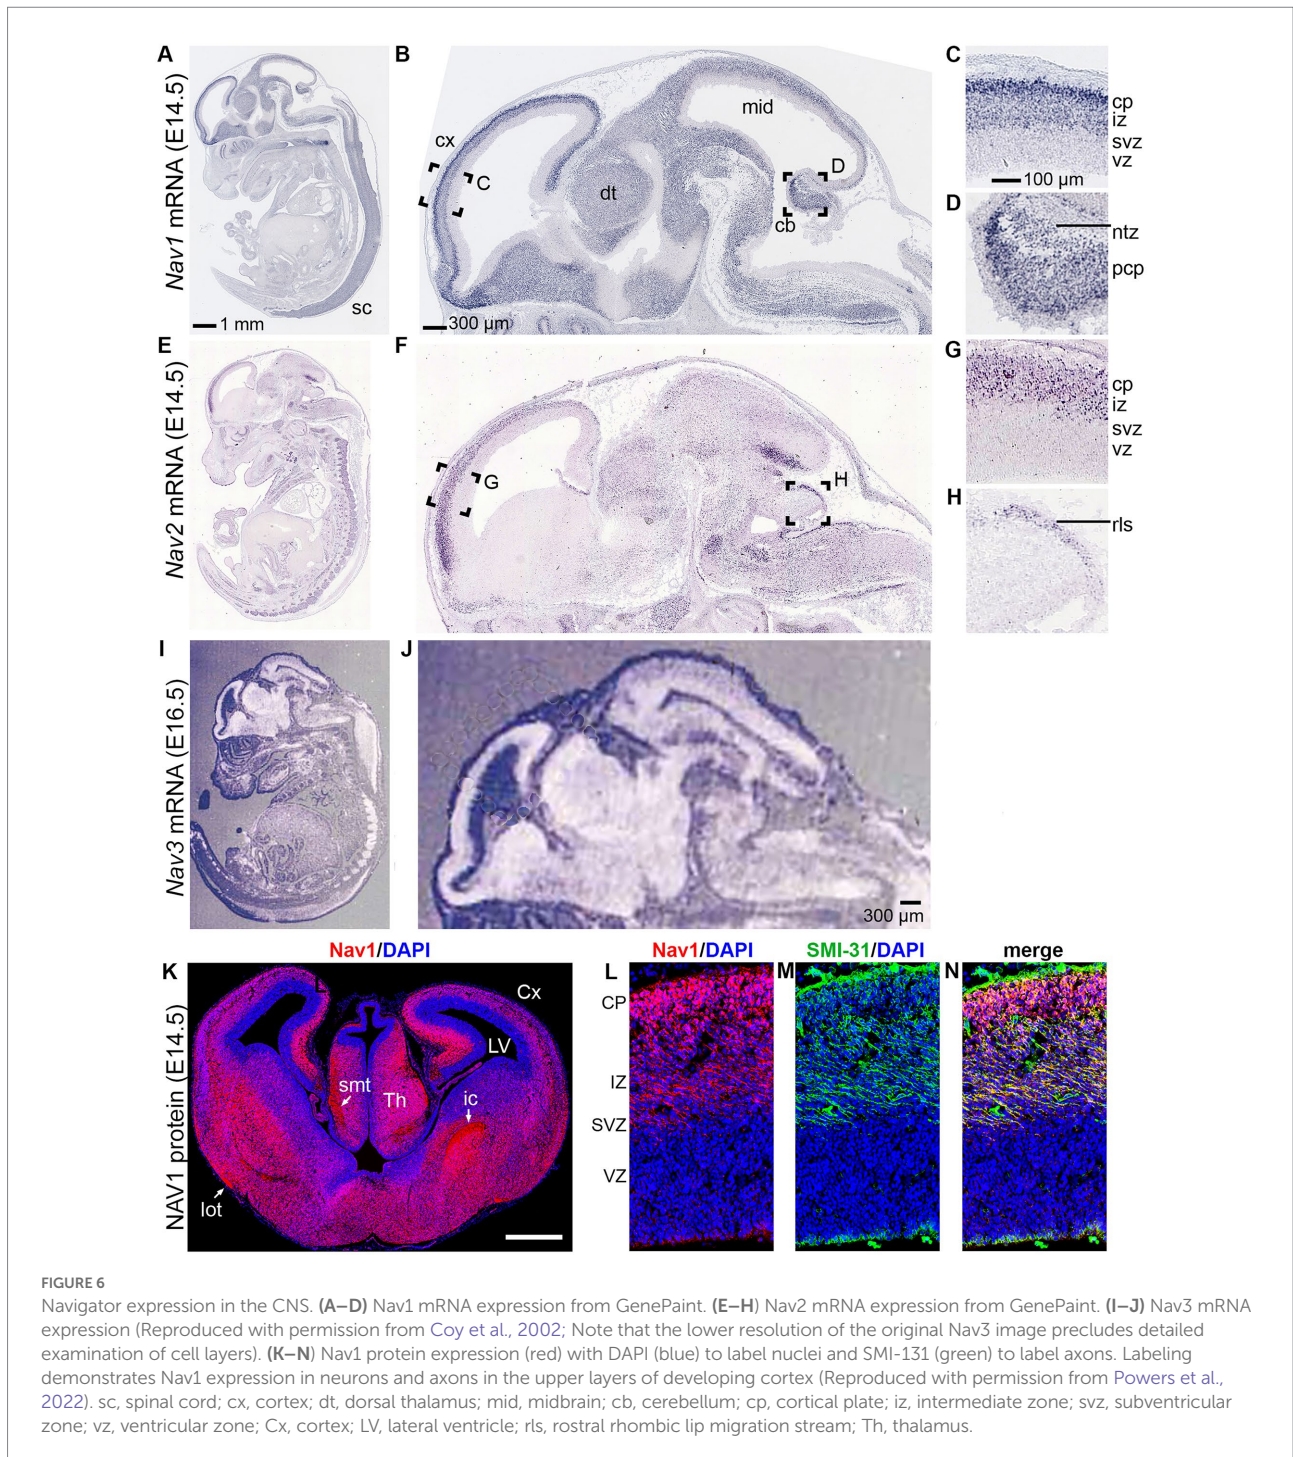 A
B
C
Nav1 mRNA (E14.5)
cx
C
dt
mid
D
cb
sc
1 mm
300 µm
cp
iz
svz
vz
100 µm
D
ntz
pcp
E
F
G
Nav2 mRNA (E14.5)
G
H
cp
iz
svz
vz
H
rls
I
J
Nav3 mRNA (E16.5)
300 µm
Nav1/DAPI
Nav1/DAPI
SMI-31/DAPI
merge
K
L
M
N
NAV1 protein (E14.5)
Cx
LV
smt
Th
ic
lot
CP
IZ
SVZ
VZ
FIGURE 6
Navigator expression in the CNS. (A–D) Nav1 mRNA expression from GenePaint. (E–H) Nav2 mRNA expression from GenePaint. (I–J) Nav3 mRNA
expression (Reproduced with permission from Coy et al., 2002; Note that the lower resolution of the original Nav3 image precludes detailed
examination of cell layers). (K–N) Nav1 protein expression (red) with DAPI (blue) to label nuclei and SMI-131 (green) to label axons. Labeling
demonstrates Nav1 expression in neurons and axons in the upper layers of developing cortex (Reproduced with permission from Powers et al.,
2022). sc, spinal cord; cx, cortex; dt, dorsal thalamus; mid, midbrain; cb, cerebellum; cp, cortical plate; iz, intermediate zone; svz, subventricular
zone; vz, ventricular zone; Cx, cortex; LV, lateral ventricle; rls, rostral rhombic lip migration stream; Th, thalamus.